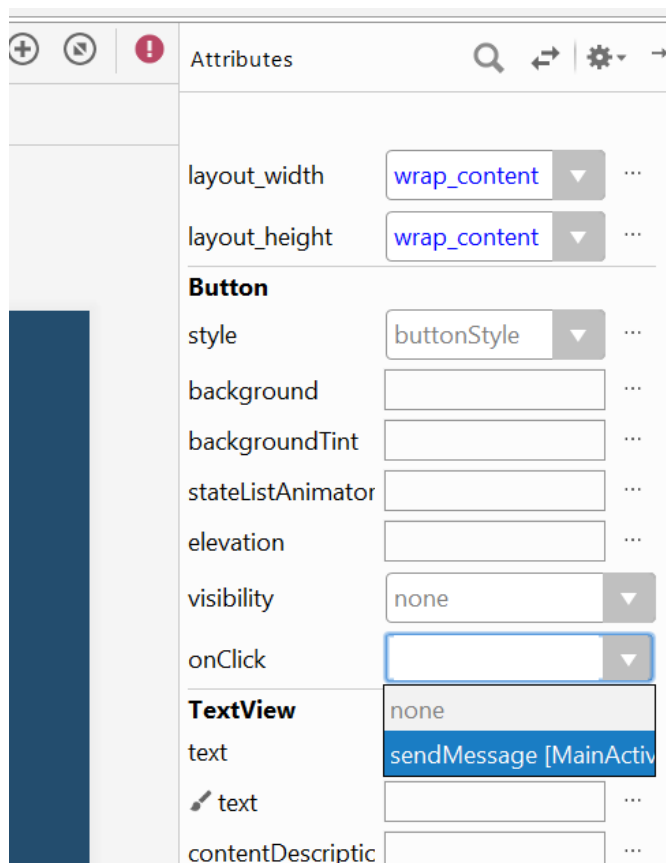 Attributes
layout_width wrap_content ...
layout_height wrap_content ...
Button
style buttonStyle ...
background ...
backgroundTint ...
stateListAnimator ...
elevation ...
visibility none
onClick
TextView none
text sendMessage [MainActiv
text ...
contentDescriptic ...